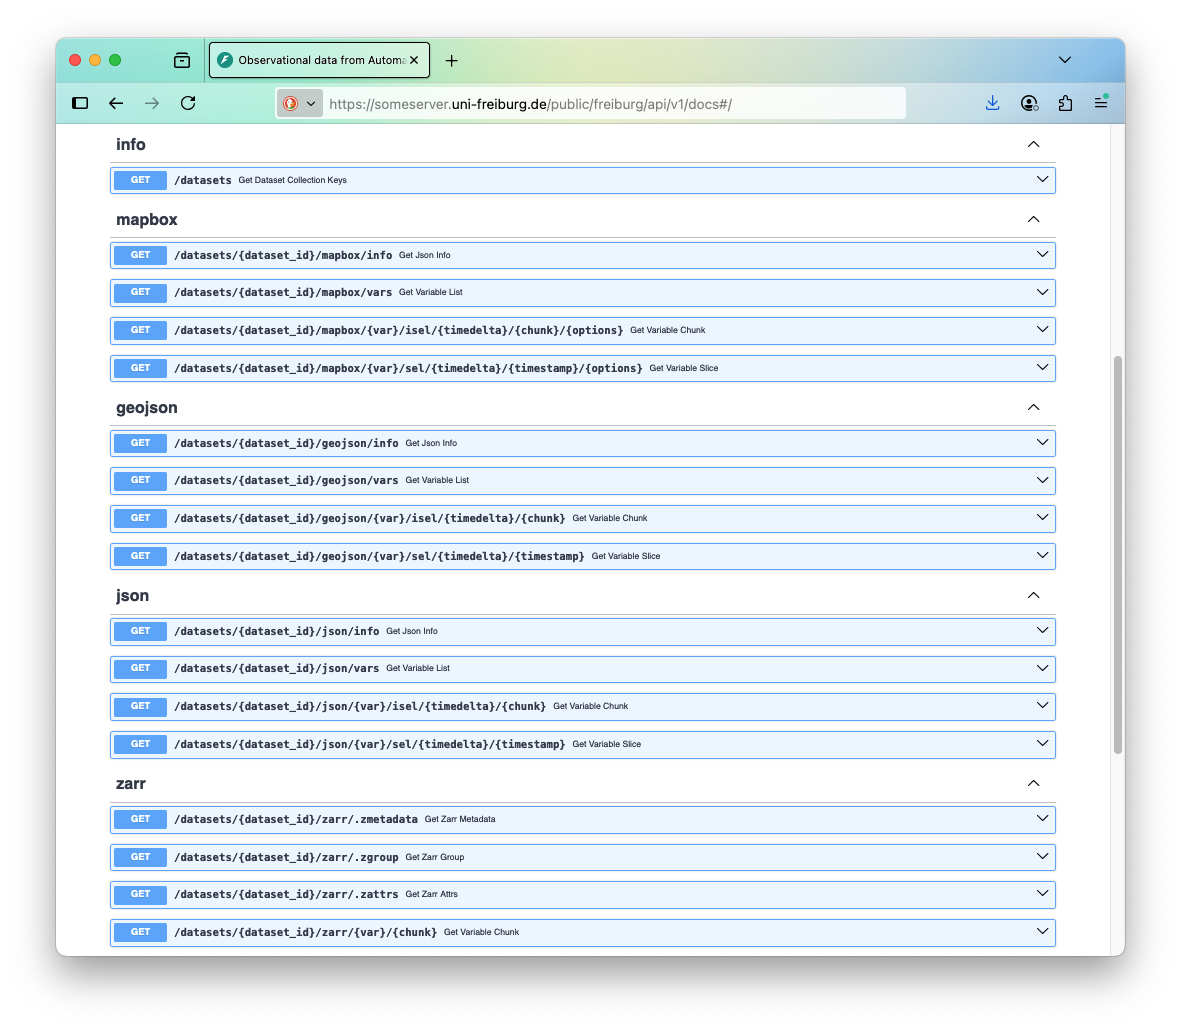 Observational data from Automa
https://someserver.uni-freiburg.de/public/freiburg/api/v1/docs#/
info
GET /datasets Get Dataset Collection Keys
mapbox
GET /datasets/{dataset_id}/mapbox/info Get Json Info
GET /datasets/{dataset_id}/mapbox/vars Get Variable List
GET /datasets/{dataset_id}/mapbox/{var}/isel/{timedelta}/{chunk}/{options} Get Variable Chunk
GET /datasets/{dataset_id}/mapbox/{var}/sel/{timedelta}/{timestamp}/{options} Get Variable Slice
geojson
GET /datasets/{dataset_id}/geojson/info Get Json Info
GET /datasets/{dataset_id}/geojson/vars Get Variable List
GET /datasets/{dataset_id}/geojson/{var}/isel/{timedelta}/{chunk} Get Variable Chunk
GET /datasets/{dataset_id}/geojson/{var}/sel/{timedelta}/{timestamp} Get Variable Slice
json
GET /datasets/{dataset_id}/json/info Get Json Info
GET /datasets/{dataset_id}/json/vars Get Variable List
GET /datasets/{dataset_id}/json/{var}/isel/{timedelta}/{chunk} Get Variable Chunk
GET /datasets/{dataset_id}/json/{var}/sel/{timedelta}/{timestamp} Get Variable Slice
zarr
GET /datasets/{dataset_id}/zarr/.zmetadata Get Zarr Metadata
GET /datasets/{dataset_id}/zarr/.zgroup Get Zarr Group
GET /datasets/{dataset_id}/zarr/.zattrs Get Zarr Attrs
GET /datasets/{dataset_id}/zarr/{var}/{chunk} Get Variable Chunk